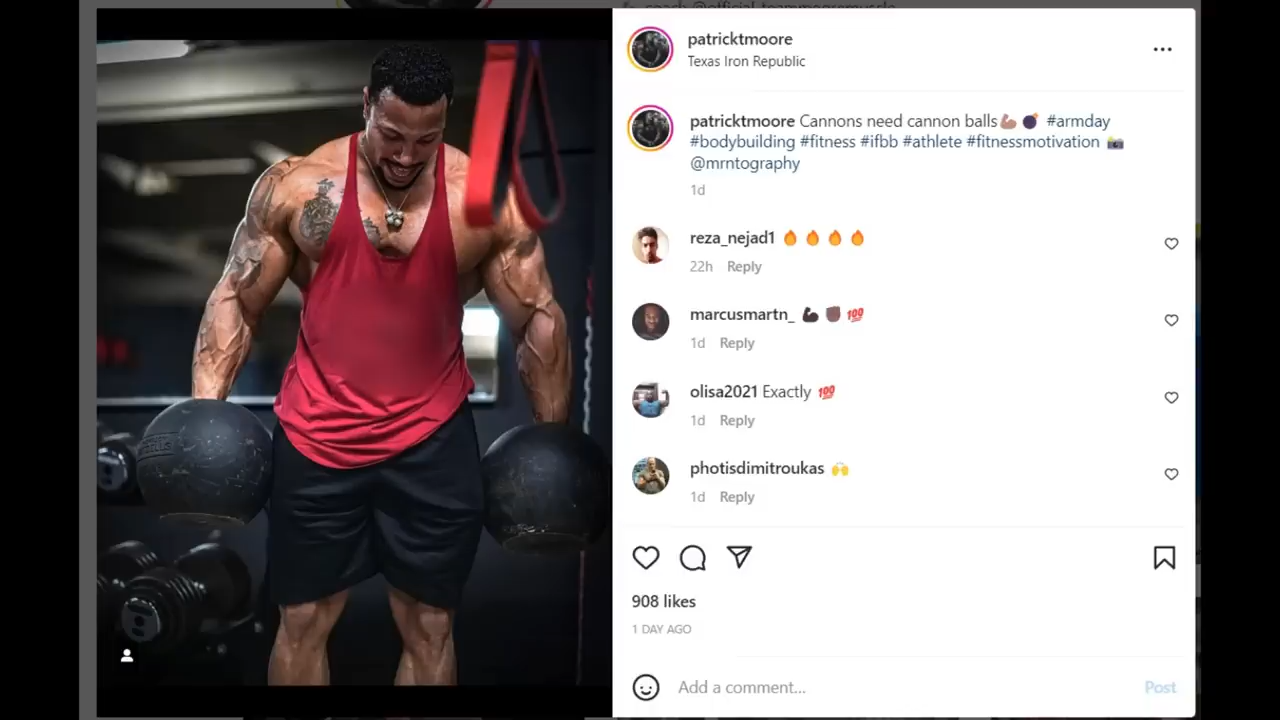 coach @official_teammooremuscle
patricktmoore
Texas Iron Republic
patricktmoore Cannons need cannon balls💪🏽 💣 #armday
#bodybuilding #fitness #ifbb #athlete #fitnessmotivation 📸
@mrntography
1d
reza_nejad1 🔥 🔥 🔥 🔥
22h Reply
marcusmartn_ 💪🏿 ✊🏿 💯
1d Reply
olisa2021 Exactly 💯
1d Reply
photisdimitroukas 🙌
1d Reply
908 likes
1 DAY AGO
Add a comment... Post